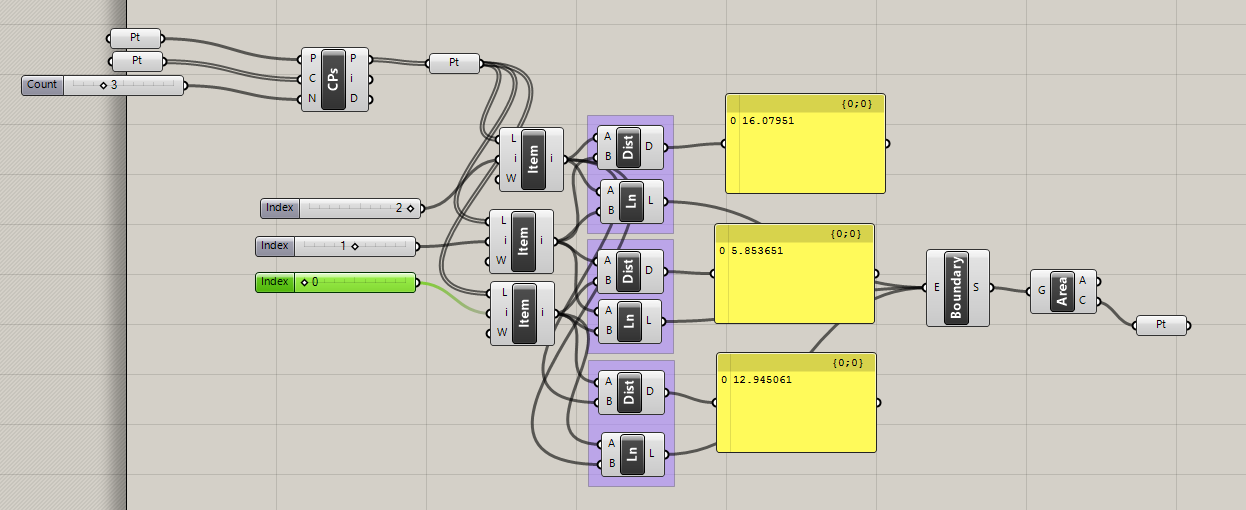 Pt
Pt
Count 3
P
C
N
CPs
P
i
D
Pt
L
i
W
Item
i
A
B
Dist
D
{0;0}
0 16.07951
A
B
Ln
L
Index 2
L
i
W
Item
i
{0;0}
0 5.853651
Index 1
A
B
Dist
D
Index 0
L
i
W
Item
i
A
B
Ln
L
E
Boundary
S
G
Area
A
C
Pt
{0;0}
0 12.945061
A
B
Dist
D
A
B
Ln
L